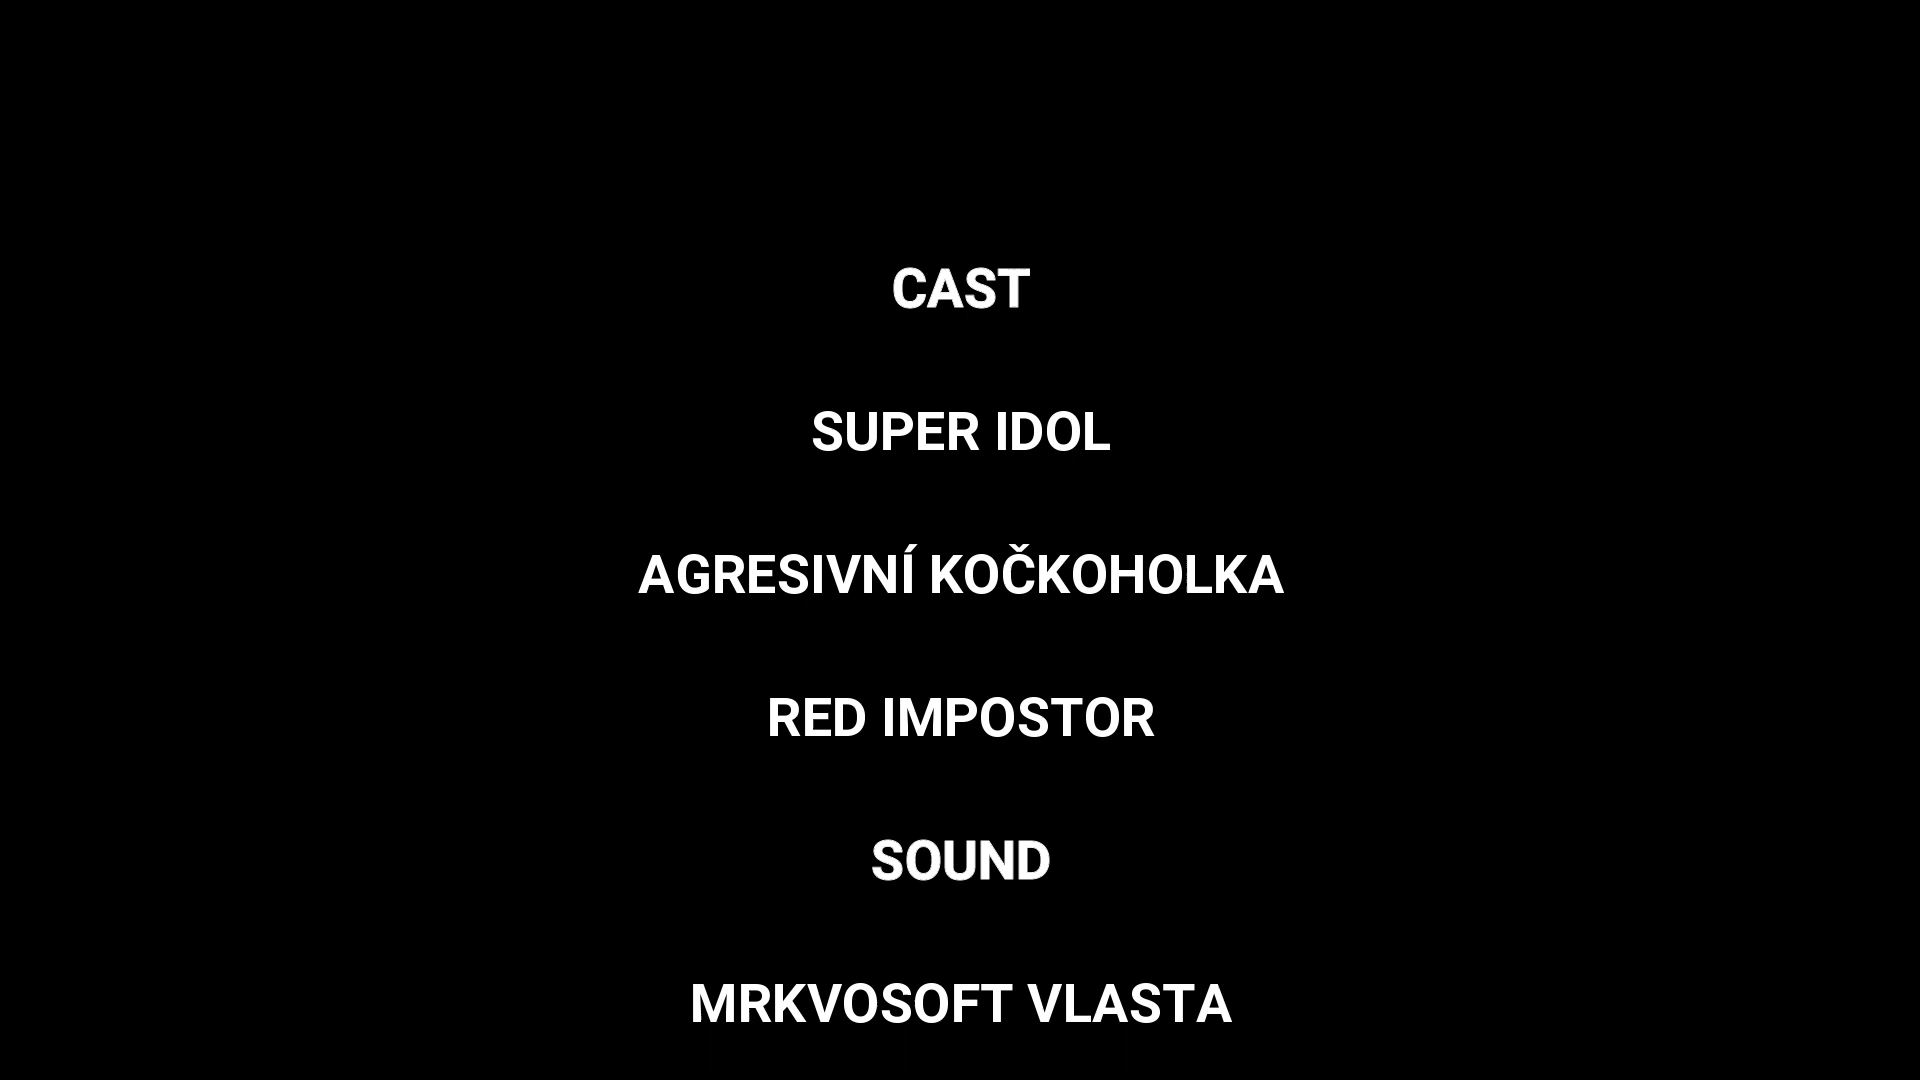 CAST
SUPER IDOL
AGRESIVNÍ KOČKOHOLKA
RED IMPOSTOR
SOUND
MRKVOSOFT VLASTA